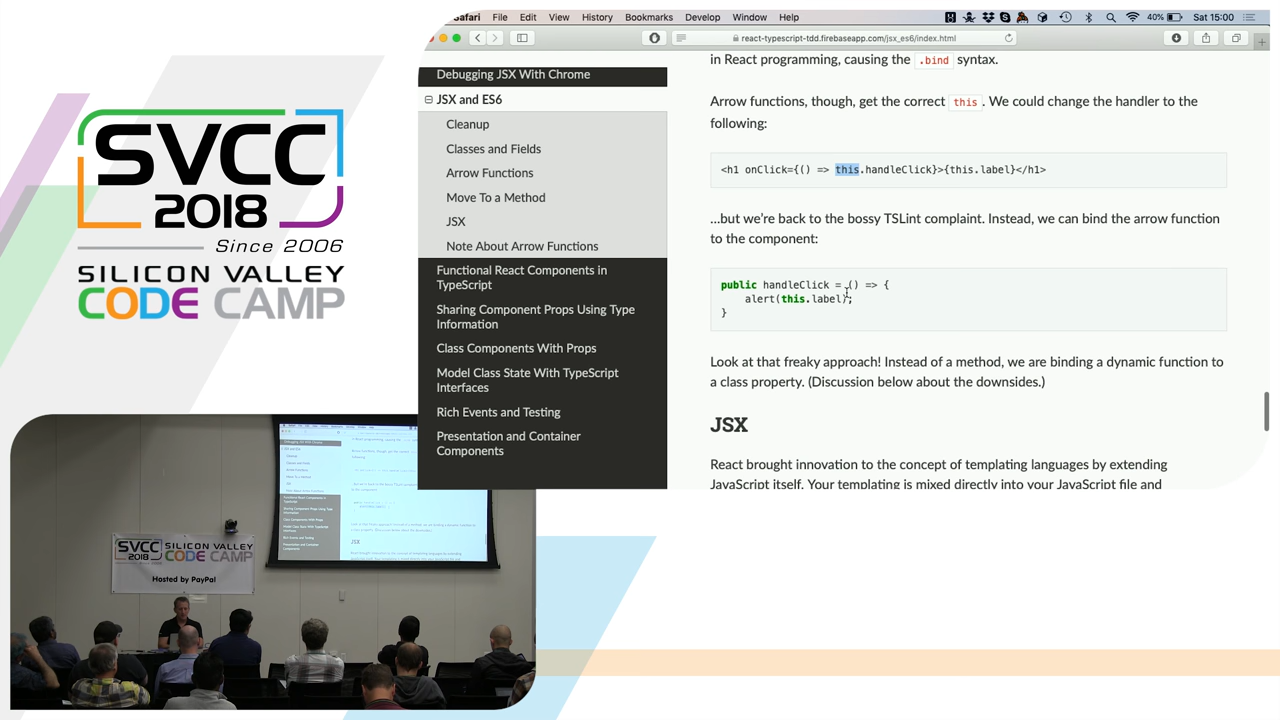 SVCC
2018
Since 2006
SILICON VALLEY
CODE CAMP
Safari File Edit View History Bookmarks Develop Window Help
40% Sat 15:00
react-typescript-tdd.firebaseapp.com/jsx_es6/index.html
Debugging JSX With Chrome
JSX and ES6
Cleanup
Classes and Fields
Arrow Functions
Move To a Method
JSX
Note About Arrow Functions
Functional React Components in
TypeScript
Sharing Component Props Using Type
Information
Class Components With Props
Model Class State With TypeScript
Interfaces
Rich Events and Testing
Presentation and Container
Components
in React programming, causing the .bind syntax.
Arrow functions, though, get the correct this. We could change the handler to the
following:
<h1 onClick={() => this.handleClick}>{this.label}</h1>
...but we're back to the bossy TSLint complaint. Instead, we can bind the arrow function
to the component:
public handleClick = () => {
alert(this.label);
}
Look at that freaky approach! Instead of a method, we are binding a dynamic function to
a class property. (Discussion below about the downsides.)
JSX
React brought innovation to the concept of templating languages by extending
JavaScript itself. Your templating is mixed directly into your JavaScript file and
SVCC
2018
SILICON VALLEY
CODE CAMP
Hosted by PayPal